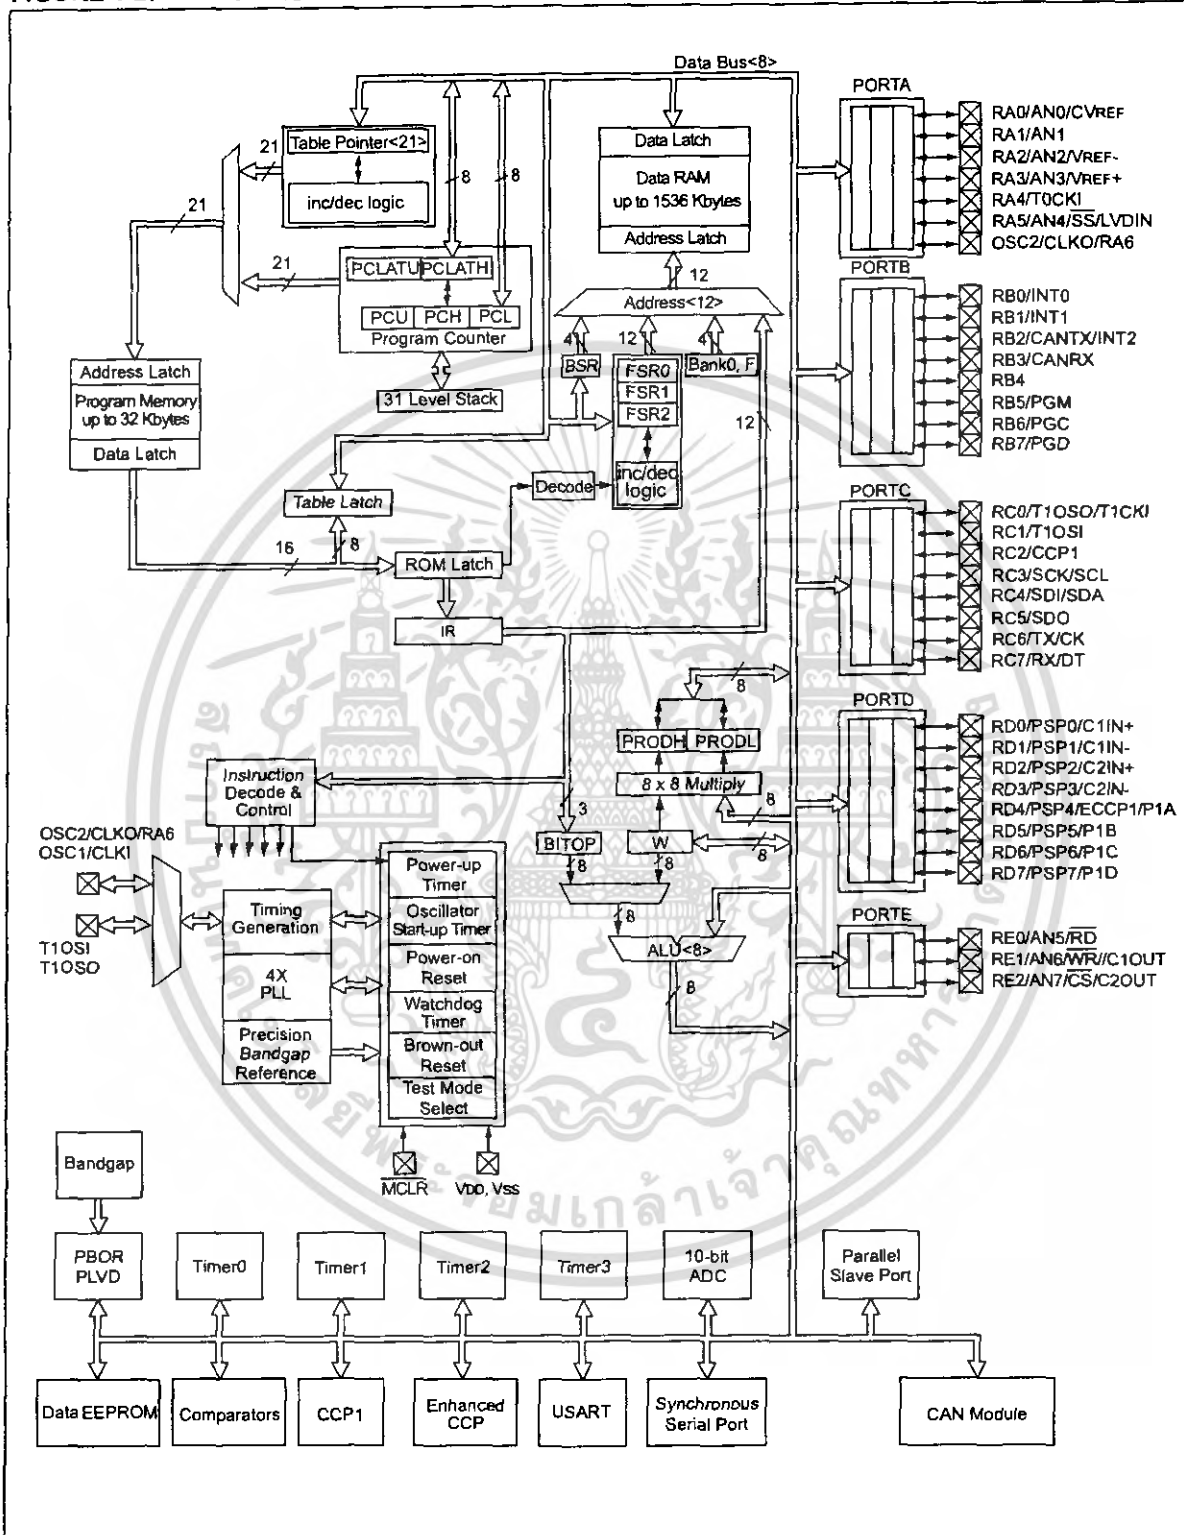 Data Bus<8>
PORTA
RA0/AN0/CVREF
RA1/AN1
RA2/AN2/VREF-
RA3/AN3/VREF+
RA4/T0CKI
RA5/AN4/SS/LVDIN
OSC2/CLKO/RA6
Table Pointer<21>
inc/dec logic
21
21
21
8
8
Data Latch
Data RAM
up to 1536 Kbytes
Address Latch
12
Address<12>
PCLATU PCLATH
PCU PCH PCL
Program Counter
31 Level Stack
4
12
4
BSR
FSR0
FSR1
FSR2
Bank0, F
12
inc/dec
logic
Decode
Address Latch
Program Memory
up to 32 Kbytes
Data Latch
Table Latch
16
8
ROM Latch
IR
PORTB
RB0/INT0
RB1/INT1
RB2/CANTX/INT2
RB3/CANRX
RB4
RB5/PGM
RB6/PGC
RB7/PGD
PORTC
RC0/T1OSO/T1CKI
RC1/T1OSI
RC2/CCP1
RC3/SCK/SCL
RC4/SDI/SDA
RC5/SDO
RC6/TX/CK
RC7/RX/DT
8
PRODH PRODL
8 x 8 Multiply
8
3
BITOP
W
8
8
8
8
ALU<8>
8
PORTD
RD0/PSP0/C1IN+
RD1/PSP1/C1IN-
RD2/PSP2/C2IN+
RD3/PSP3/C2IN-
RD4/PSP4/ECCP1/P1A
RD5/PSP5/P1B
RD6/PSP6/P1C
RD7/PSP7/P1D
PORTE
RE0/AN5/RD
RE1/AN6/WR//C1OUT
RE2/AN7/CS/C2OUT
Instruction
Decode &
Control
OSC2/CLKO/RA6
OSC1/CLKI
T1OSI
T1OSO
Timing
Generation
4X
PLL
Precision
Bandgap
Reference
Power-up
Timer
Oscillator
Start-up Timer
Power-on
Reset
Watchdog
Timer
Brown-out
Reset
Test Mode
Select
MCLR
VDD, VSS
Bandgap
PBOR
PLVD
Timer0
Timer1
Timer2
Timer3
10-bit
ADC
Parallel
Slave Port
Data EEPROM
Comparators
CCP1
Enhanced
CCP
USART
Synchronous
Serial Port
CAN Module